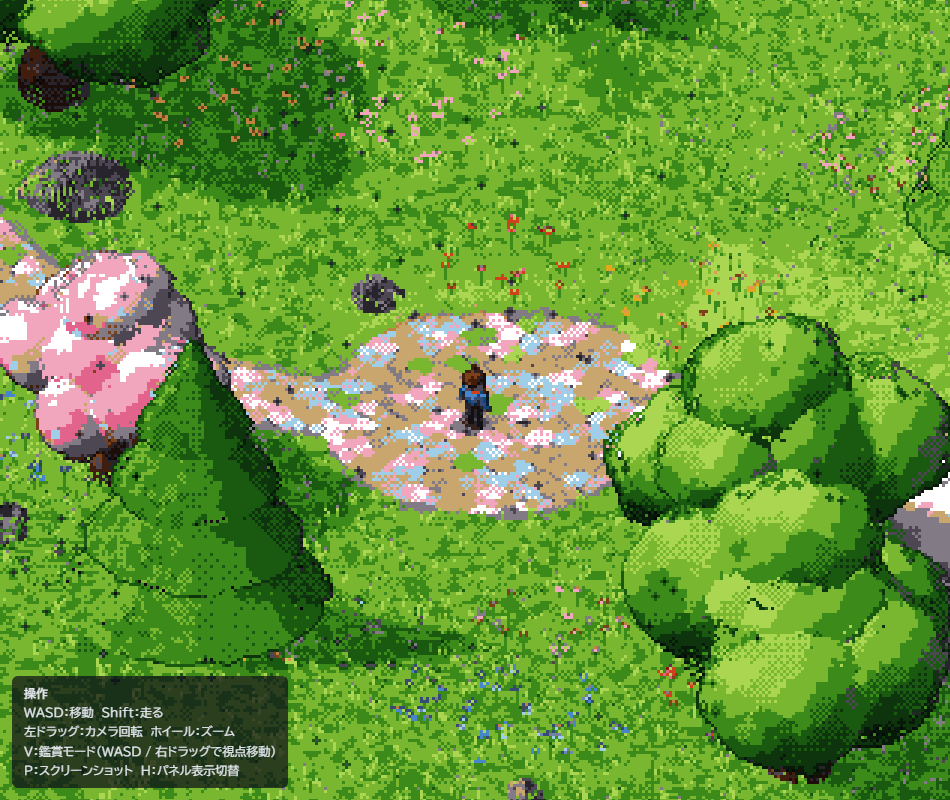 操作
WASD：移動 Shift：走る
左ドラッグ：カメラ回転 ホイール：ズーム
V：鑑賞モード（WASD / 右ドラッグで視点移動）
P：スクリーンショット H：パネル表示切替